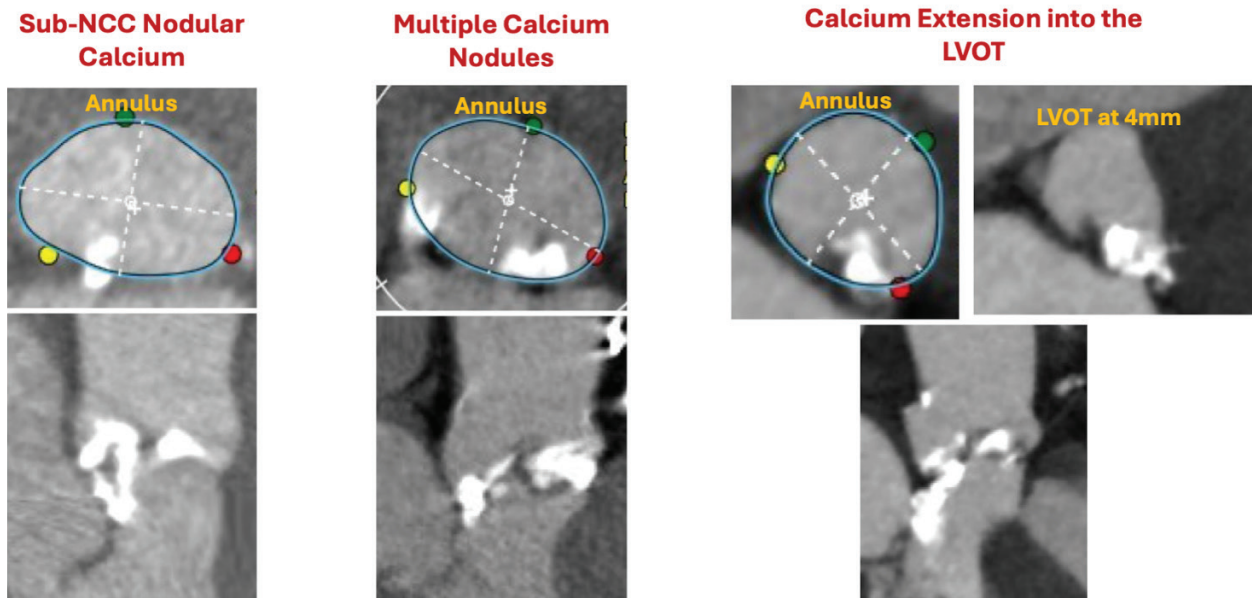 Sub-NCC Nodular
Calcium
Multiple Calcium
Nodules
Calcium Extension into the
LVOT
Annulus
Annulus
Annulus
LVOT at 4mm